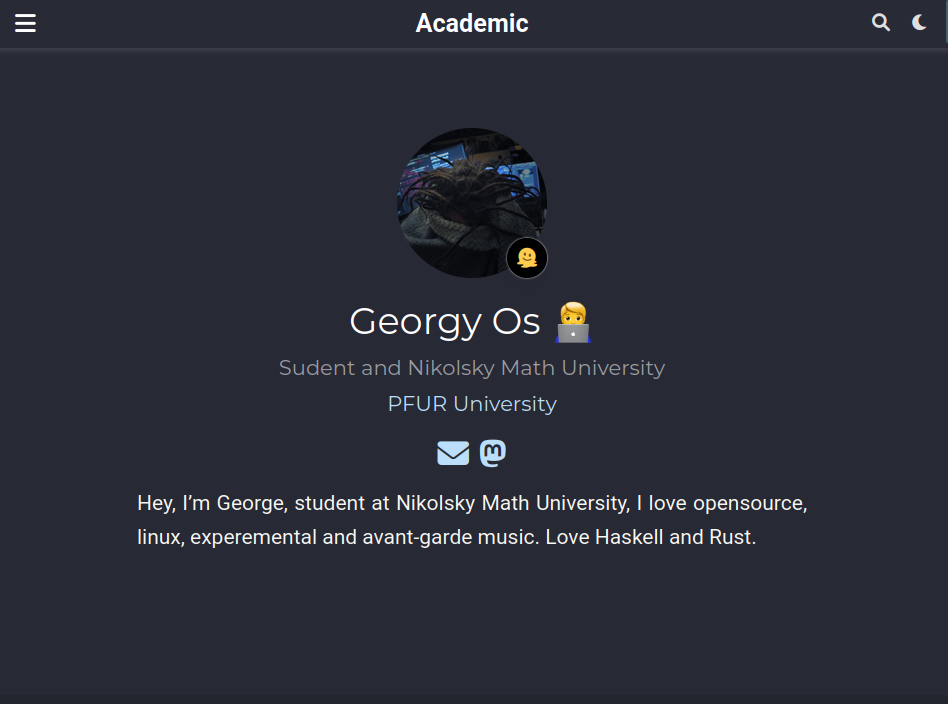 Academic
Georgy Os 🧑‍💻
Sudent and Nikolsky Math University
PFUR University
Hey, I’m George, student at Nikolsky Math University, I love opensource,
linux, experemental and avant-garde music. Love Haskell and Rust.